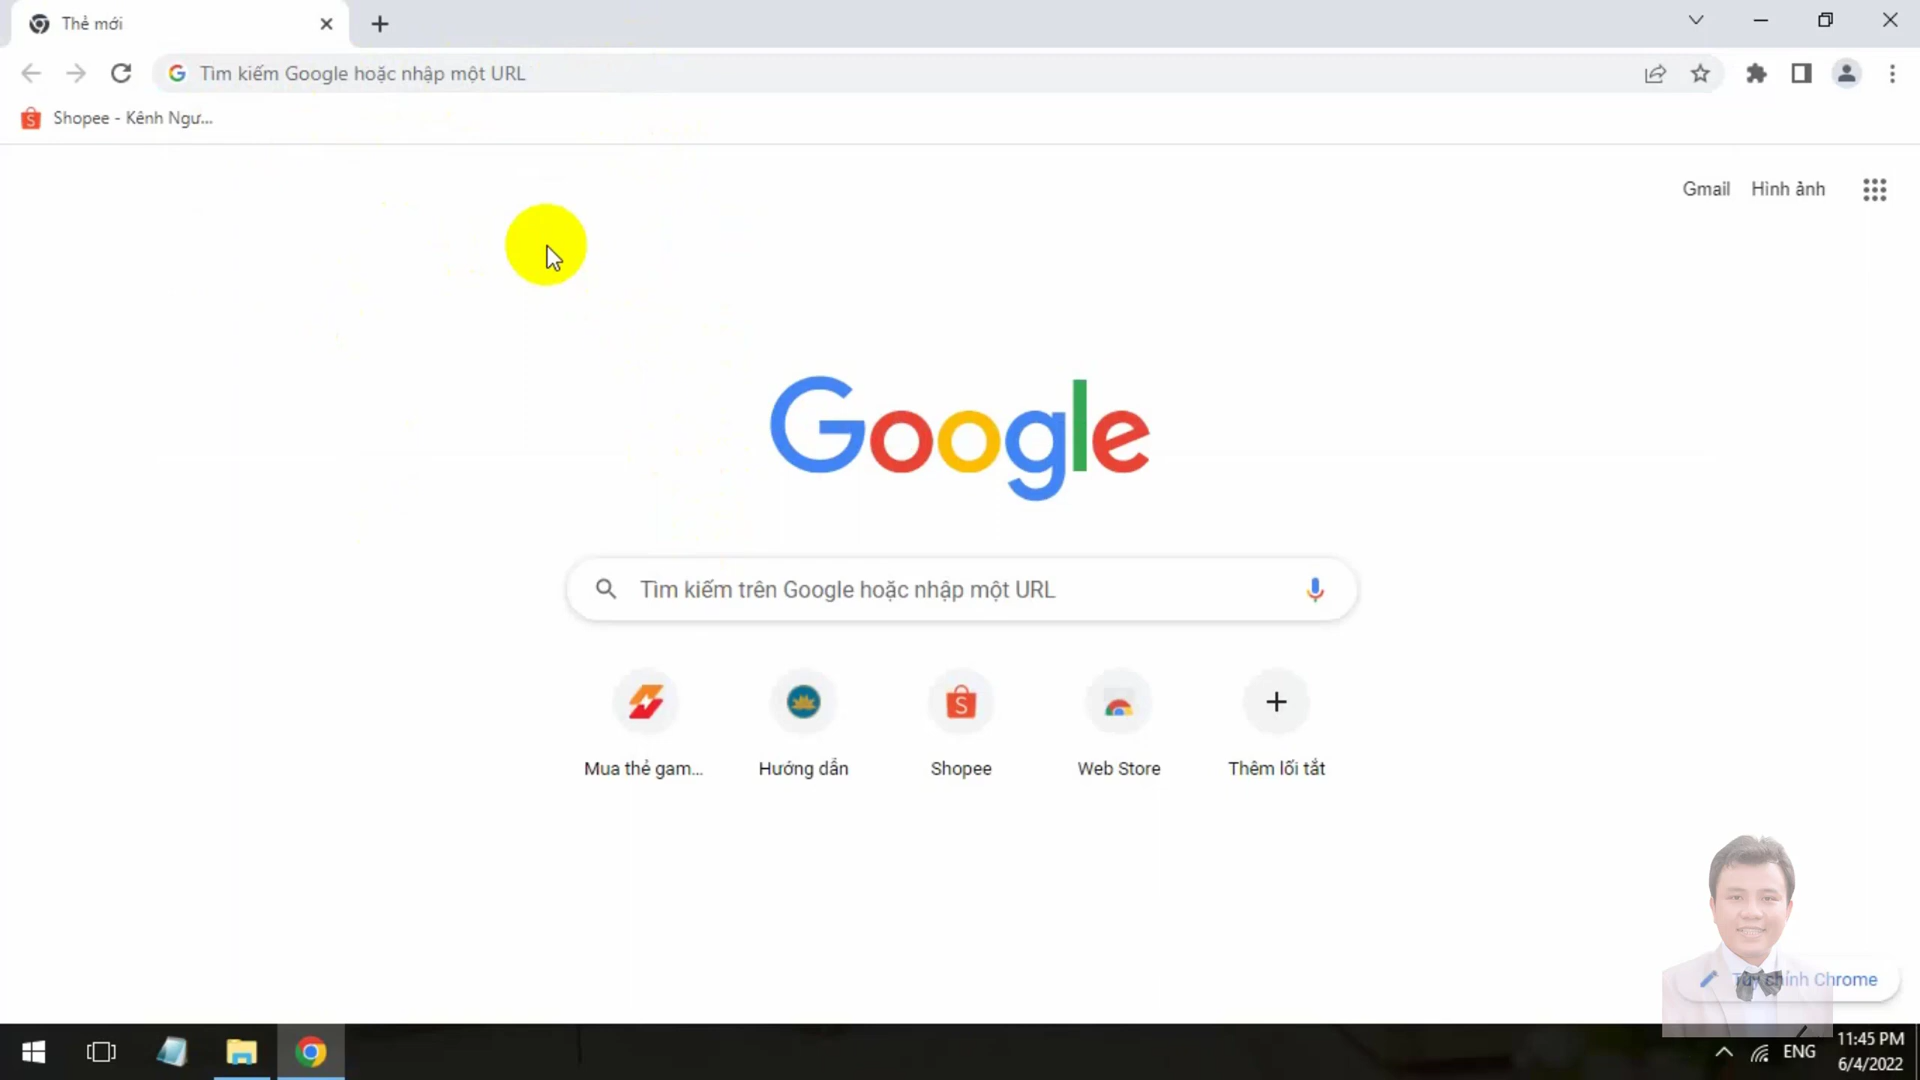 Thẻ mới
Tìm kiếm Google hoặc nhập một URL
Shopee - Kênh Ngư...
Gmail Hình ảnh
Google
Tìm kiếm trên Google hoặc nhập một URL
Mua thẻ gam... Hướng dẫn Shopee Web Store Thêm lối tắt
Tùy chỉnh Chrome
ENG
11:45 PM
6/4/2022